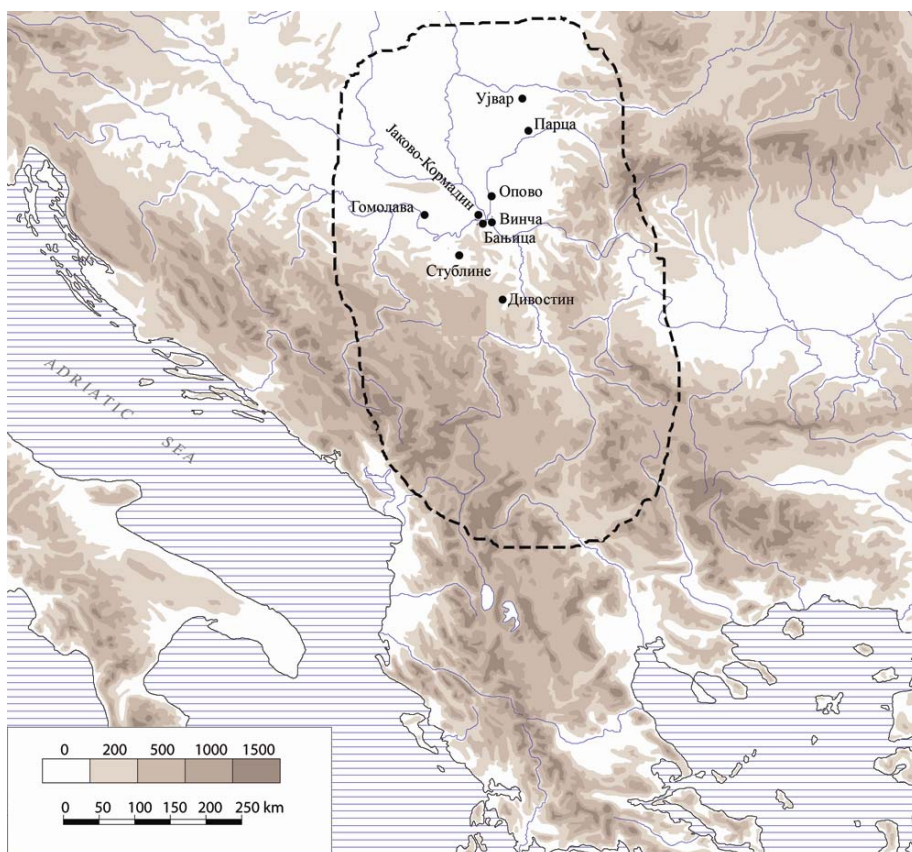 Ујвар
Парца
Јаково-Кормадин
Опово
Гомолава
Винча
Бањица
Стублине
Дивостин
ADRIATIC
SEA
0 200 500 1000 1500
0 50 100 150 200 250 km